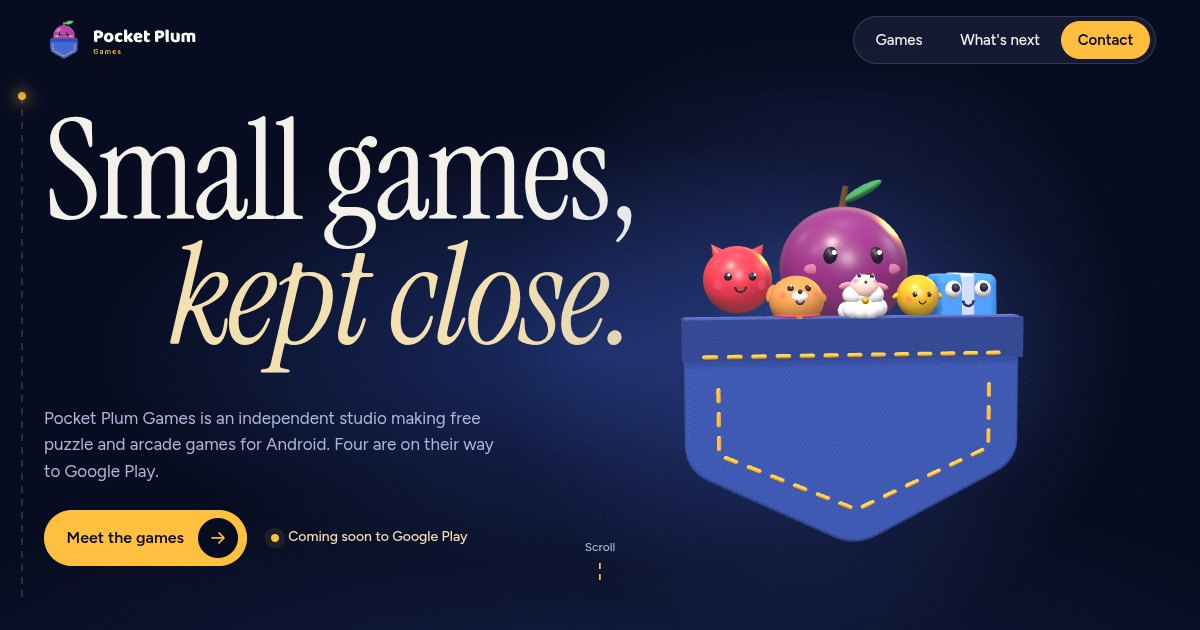 Pocket Plum
Games
Games
What's next
Contact
Small games,
kept close.
Pocket Plum Games is an independent studio making free
puzzle and arcade games for Android. Four are on their way
to Google Play.
Meet the games
Coming soon to Google Play
Scroll